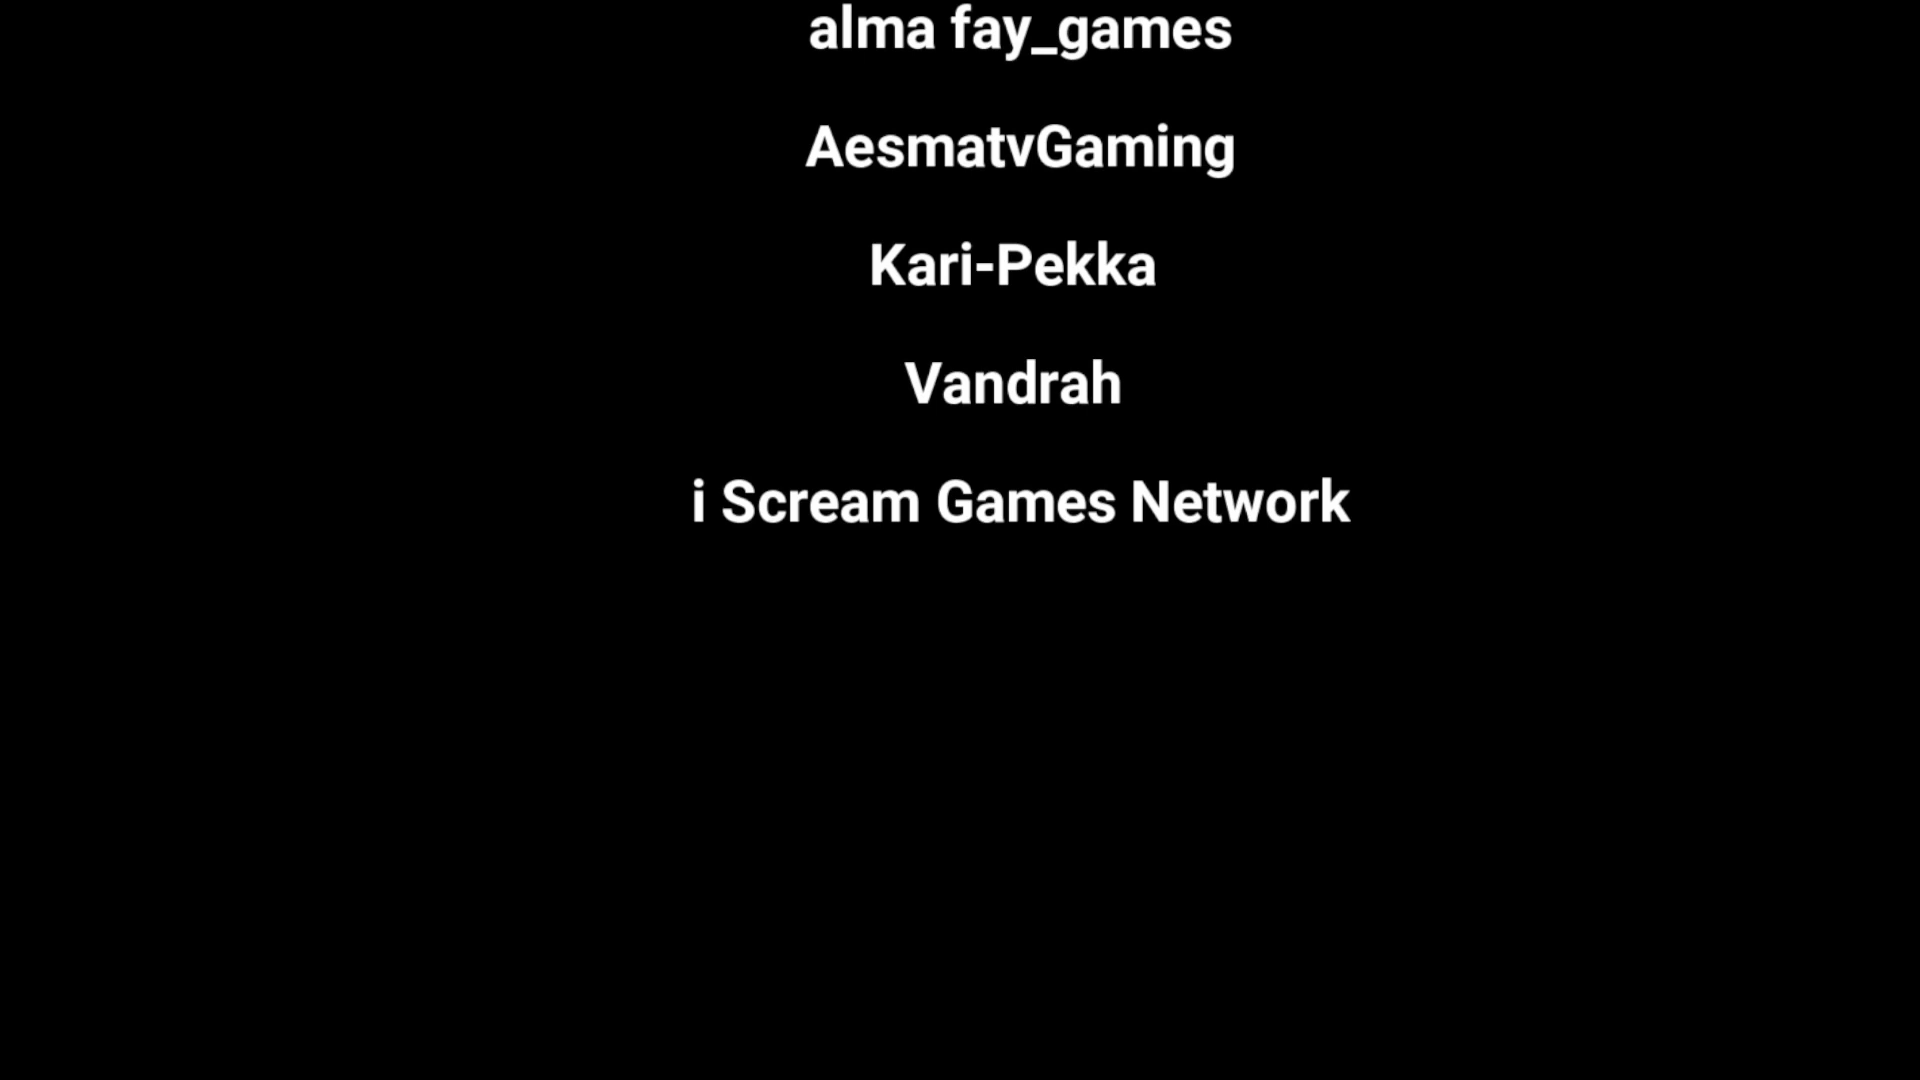 alma fay_games
AesmatvGaming
Kari-Pekka
Vandrah
i Scream Games Network